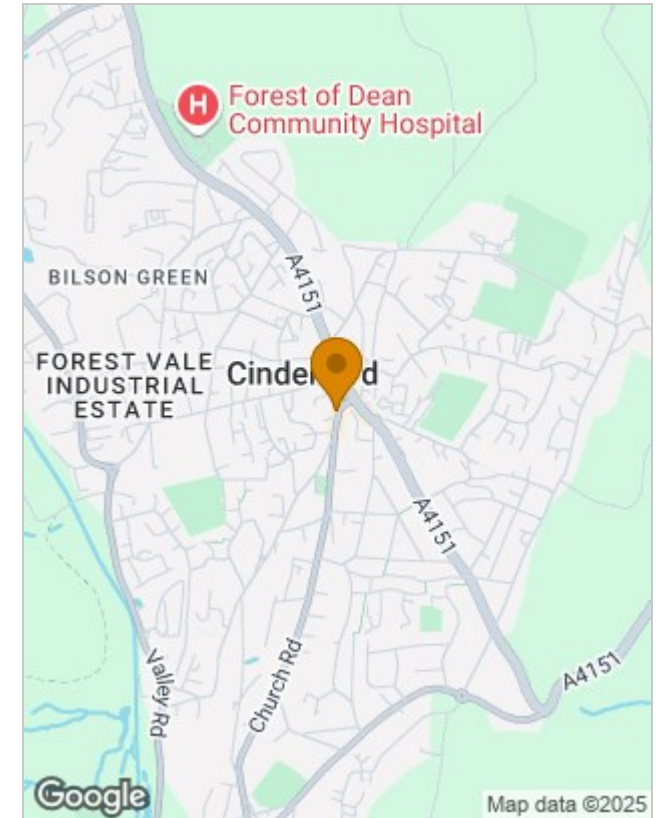 H
Forest of Dean
Community Hospital
A4151
BILSON GREEN
FOREST VALE
INDUSTRIAL
ESTATE
A4151
Valley Rd
Church Rd
A4151
Google
Map data ©2025